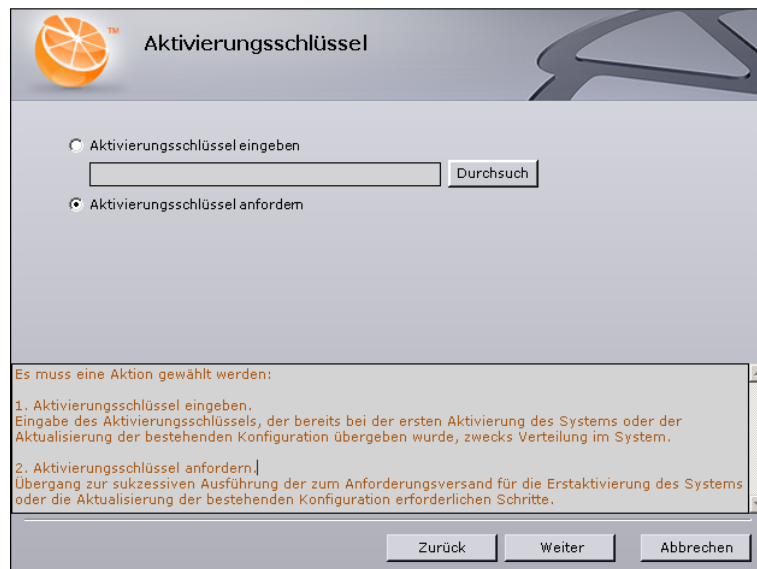 TM
Aktivierungsschlüssel
Aktivierungsschlüssel eingeben
Durchsuch
Aktivierungsschlüssel anfordern
Es muss eine Aktion gewählt werden:
1. Aktivierungsschlüssel eingeben.
Eingabe des Aktivierungsschlüssels, der bereits bei der ersten Aktivierung des Systems oder der
Aktualisierung der bestehenden Konfiguration übergeben wurde, zwecks Verteilung im System.
2. Aktivierungsschlüssel anfordern.
Übergang zur sukzessiven Ausführung der zum Anforderungsversand für die Erstaktivierung des Systems
oder die Aktualisierung der bestehenden Konfiguration erforderlichen Schritte.
Zurück
Weiter
Abbrechen